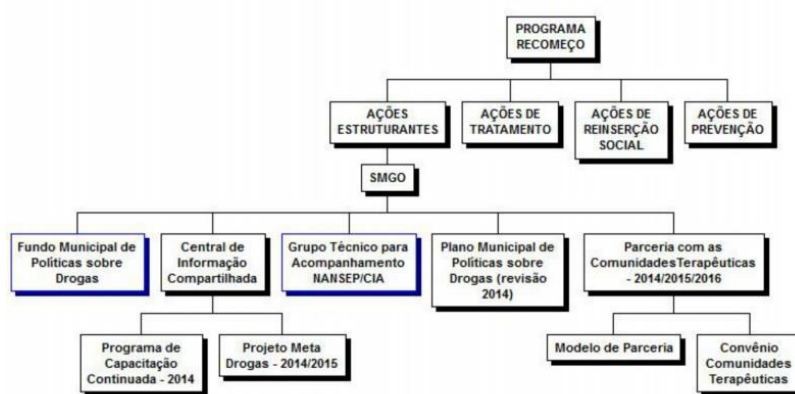 PROGRAMA
RECOMEÇO
AÇÕES
ESTRUTURANTES
AÇÕES DE
TRATAMENTO
AÇÕES DE
REINSERÇÃO
SOCIAL
AÇÕES DE
PREVENÇÃO
SMGO
Fundo Municipal de
Políticas sobre
Drogas
Central de
Informação
Compartilhada
Grupo Técnico para
Acompanhamento
NANSEP/CIA
Plano Municipal de
Políticas sobre
Drogas (revisão
2014)
Parceria com as
ComunidadesTerapêuticas
- 2014/2015/2016
Programa de
Capacitação
Continuada - 2014
Projeto Meta
Drogas - 2014/2015
Modelo de Parceria
Convênio
Comunidades
Terapêuticas